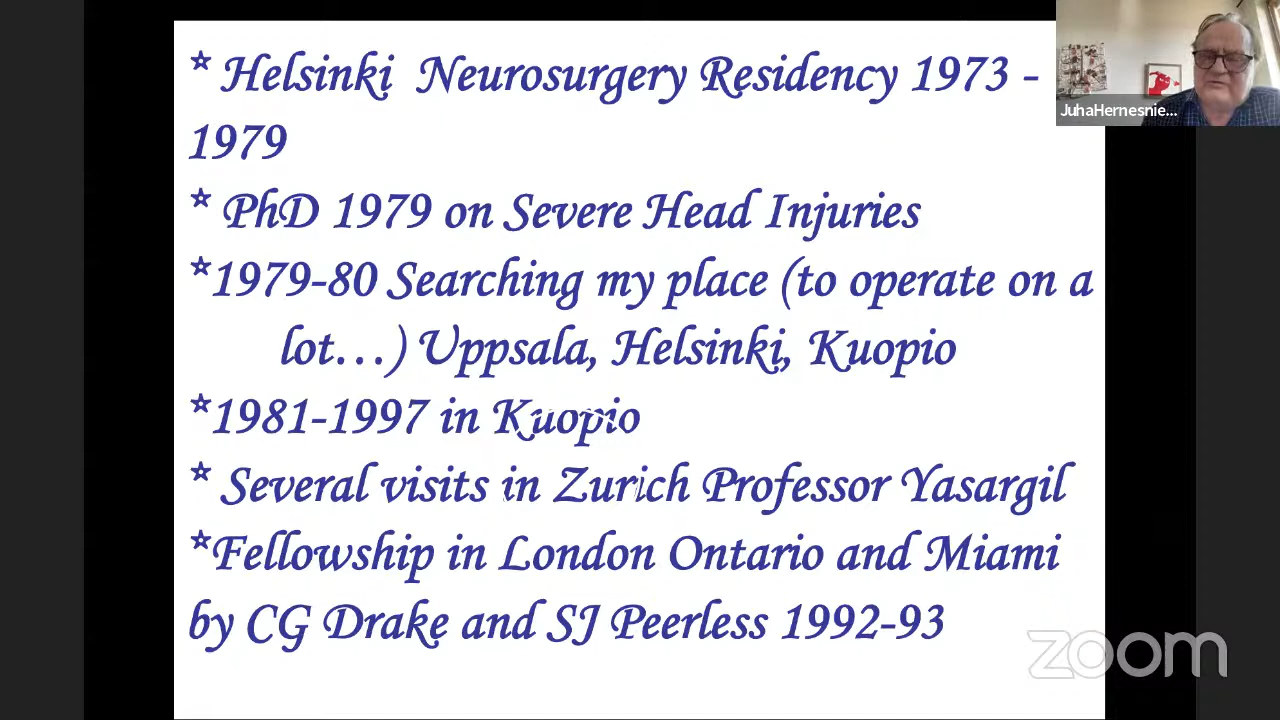 * Helsinki Neurosurgery Residency 1973 -
1979
* PhD 1979 on Severe Head Injuries
*1979-80 Searching my place (to operate on a
lot...) Uppsala, Helsinki, Kuopio
*1981-1997 in Kuopio
* Several visits in Zurich Professor Yasargil
*Fellowship in London Ontario and Miami
by CG Drake and SJ Peerless 1992-93
JuhaHernesnie...
zoom